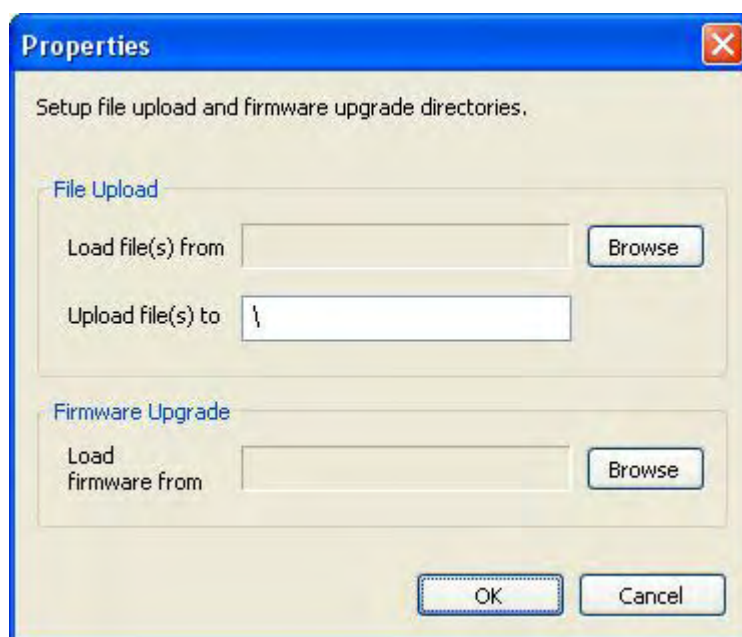 Properties
Setup file upload and firmware upgrade directories.
File Upload
Load file(s) from
Browse
Upload file(s) to
\
Firmware Upgrade
Load
firmware from
Browse
OK
Cancel